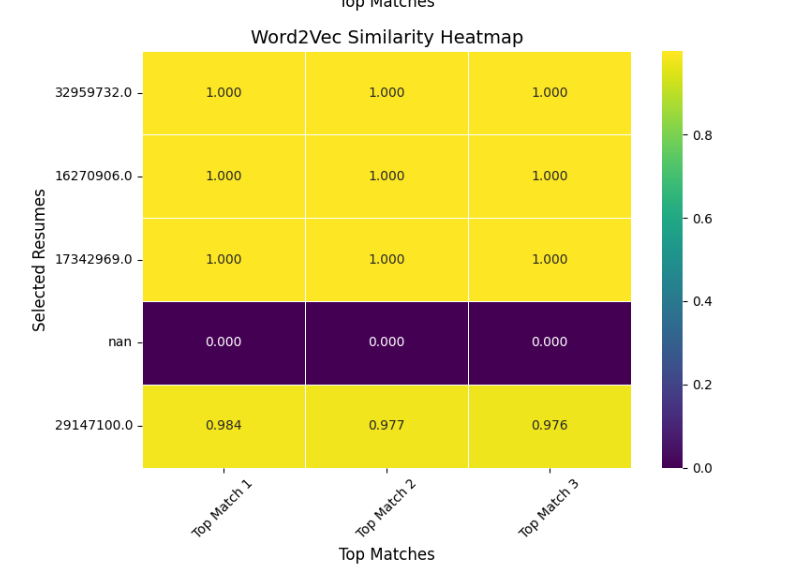 Top Matches
Word2Vec Similarity Heatmap
Selected Resumes
32959732.0 1.000 1.000 1.000
0.8
16270906.0 1.000 1.000 1.000
0.6
17342969.0 1.000 1.000 1.000
0.4
nan 0.000 0.000 0.000
0.2
29147100.0 0.984 0.977 0.976
0.0
Top Match 1 Top Match 2 Top Match 3
Top Matches